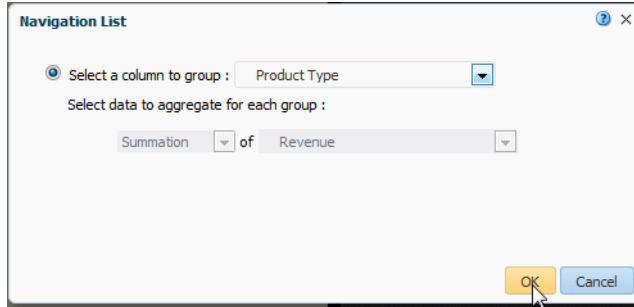 Navigation List
Select a column to group : Product Type
Select data to aggregate for each group :
Summation of Revenue
OK Cancel